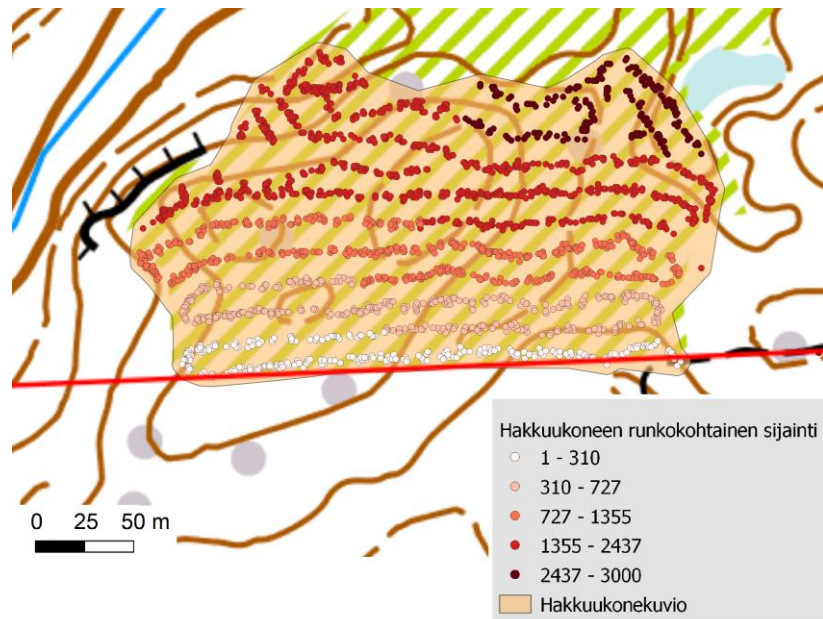 Hakkuukoneen runkokohtainen sijainti
1 - 310
310 - 727
727 - 1355
1355 - 2437
2437 - 3000
Hakkuukonekuvio
0 25 50 m